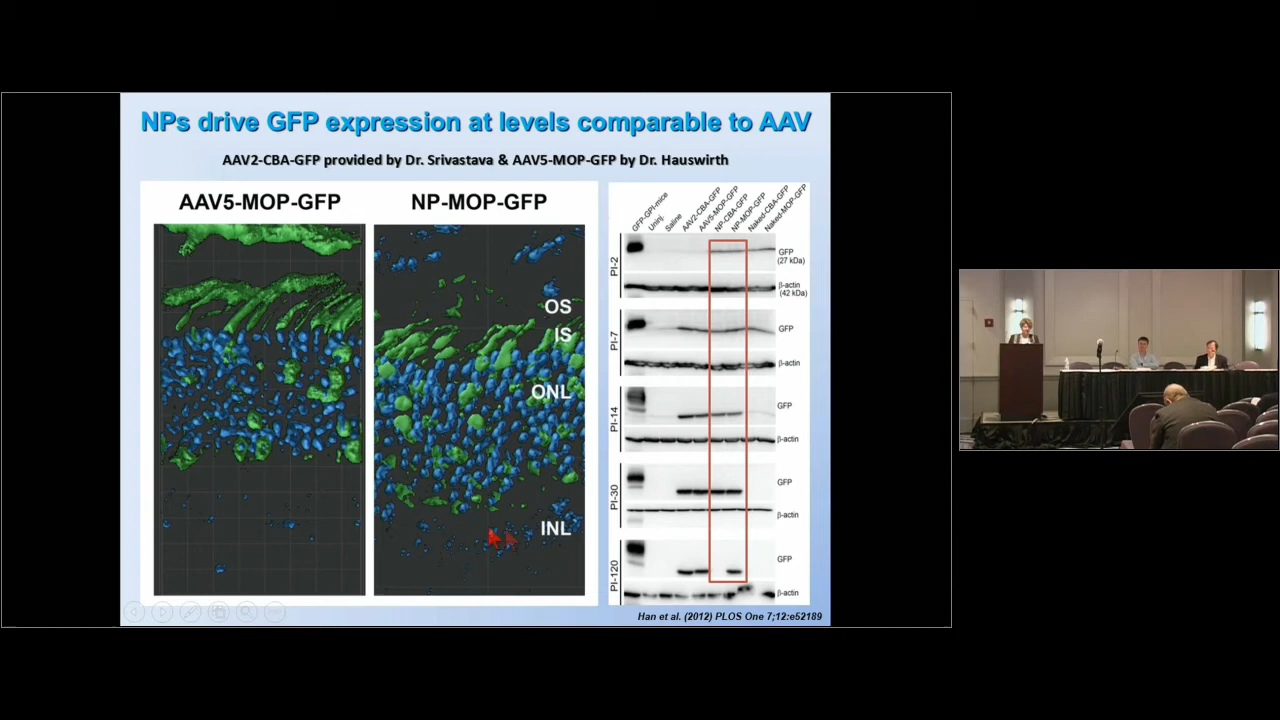 NPs drive GFP expression at levels comparable to AAV
AAV2-CBA-GFP provided by Dr. Srivastava & AAV5-MOP-GFP by Dr. Hauswirth
AAV5-MOP-GFP
NP-MOP-GFP
OS
IS
ONL
INL
GFP-GPI-mice
Uninj.
Saline
AAV2-CBA-GFP
AAV5-MOP-GFP
NP-CBA-GFP
NP-MOP-GFP
Naked-CBA-GFP
Naked-MOP-GFP
PI-2
GFP
(27 kDa)
β-actin
(42 kDa)
PI-7
GFP
β-actin
PI-14
GFP
β-actin
PI-30
GFP
β-actin
PI-120
GFP
β-actin
Han et al. (2012) PLOS One 7;12:e52189